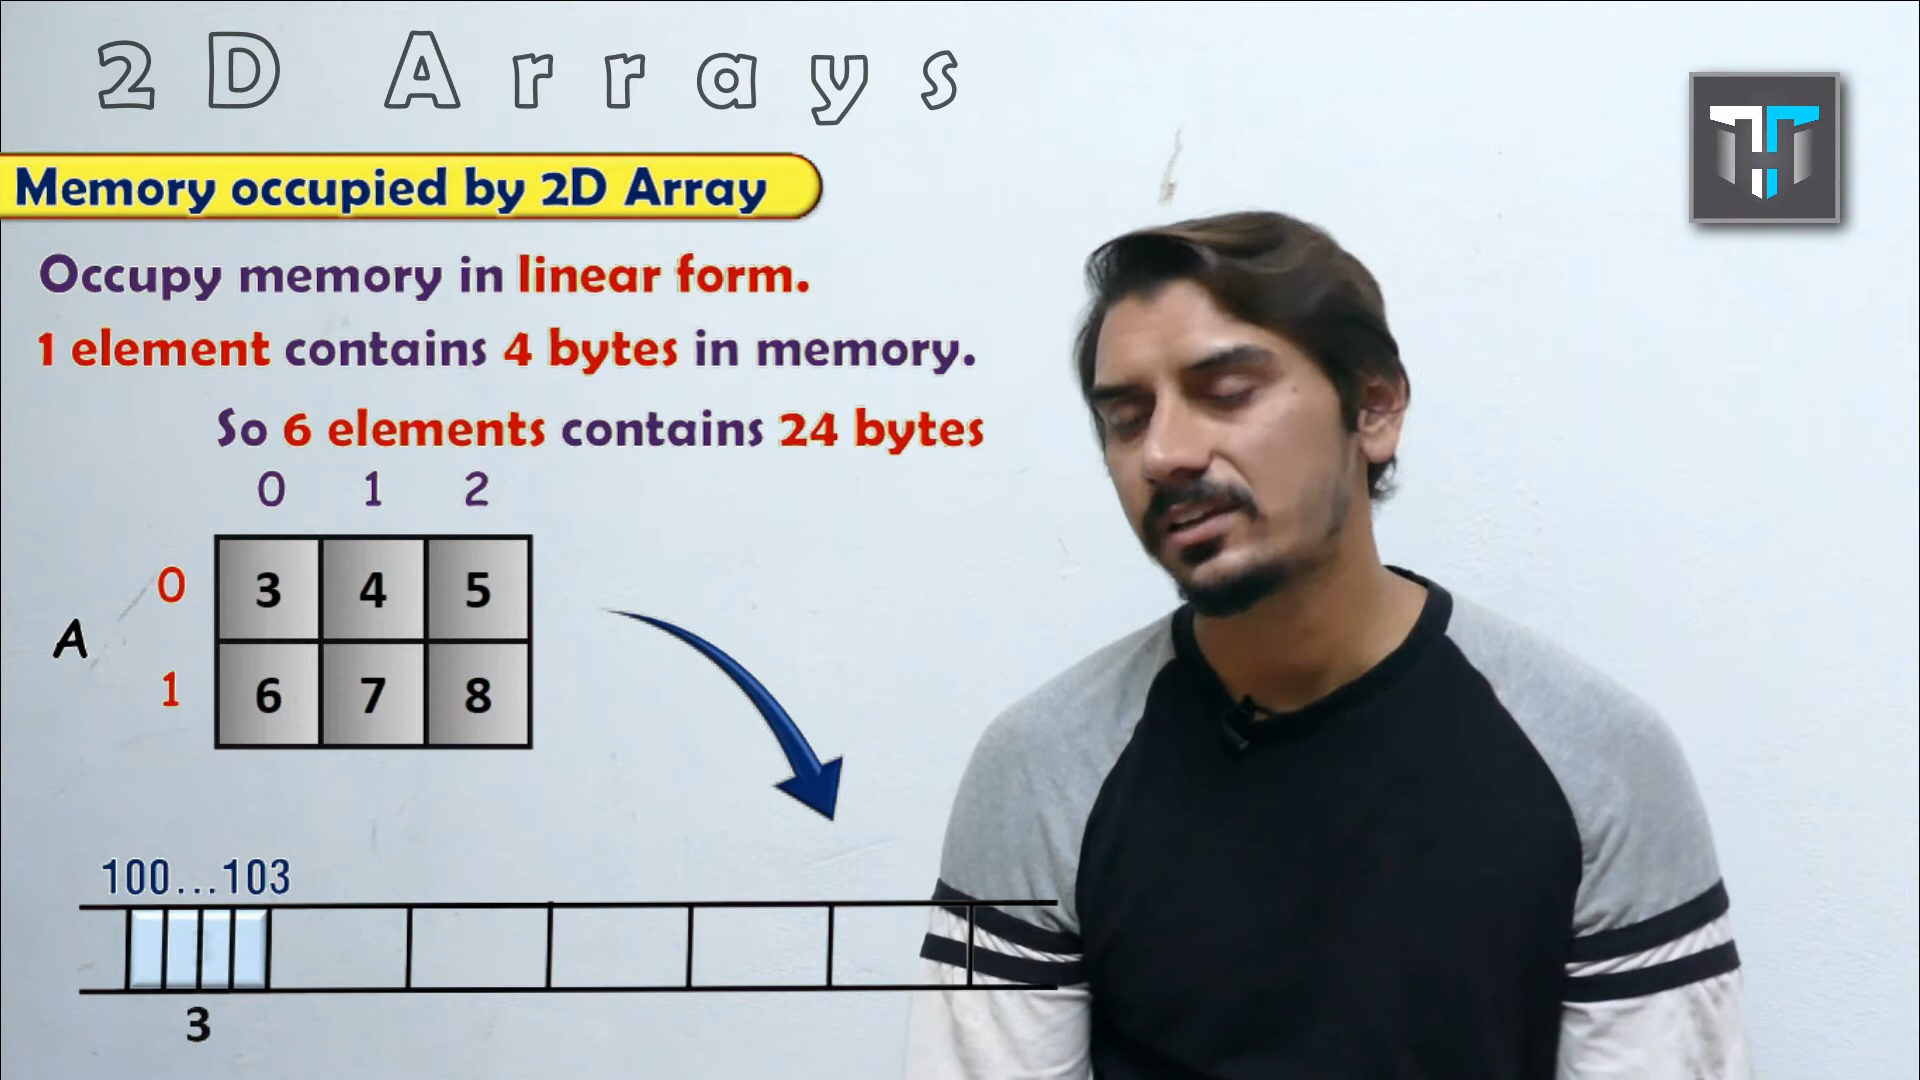 2D Arrays
Memory occupied by 2D Array
Occupy memory in linear form.
1 element contains 4 bytes in memory.
So 6 elements contains 24 bytes
0 1 2
0 3 4 5
A
1 6 7 8
100...103
3